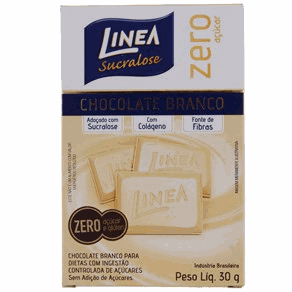 LINEA
Sucralose
zero
açúcar
CHOCOLATE BRANCO
Adoçado com
Sucralose
Com
Colágeno
Fonte de
Fibras
LINEA
ZERO açúcar
e glúten
CHOCOLATE BRANCO PARA
DIETAS COM INGESTÃO
CONTROLADA DE AÇÚCARES
Sem Adição de Açúcares.
Indústria Brasileira
Peso Líq. 30 g